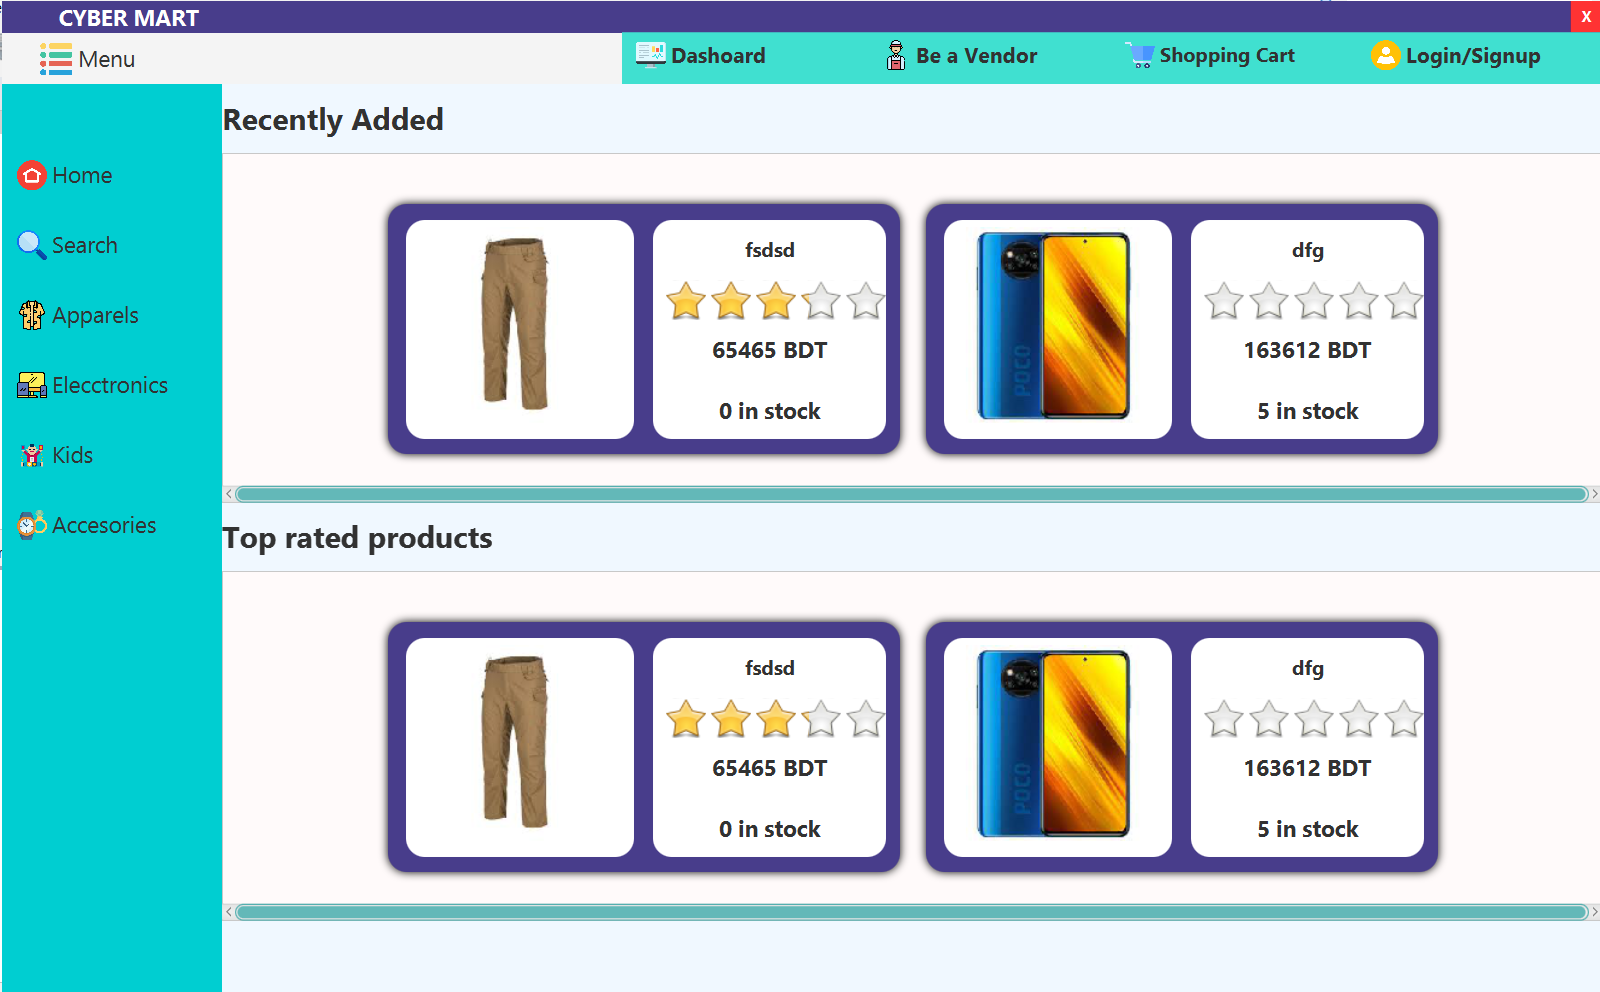 CYBER MART
X
Menu
Dashoard
Be a Vendor
Shopping Cart
Login/Signup
Home
Search
Apparels
Elecctronics
Kids
Accesories
Recently Added
fsdsd
65465 BDT
0 in stock
POCO
dfg
163612 BDT
5 in stock
Top rated products
fsdsd
65465 BDT
0 in stock
POCO
dfg
163612 BDT
5 in stock